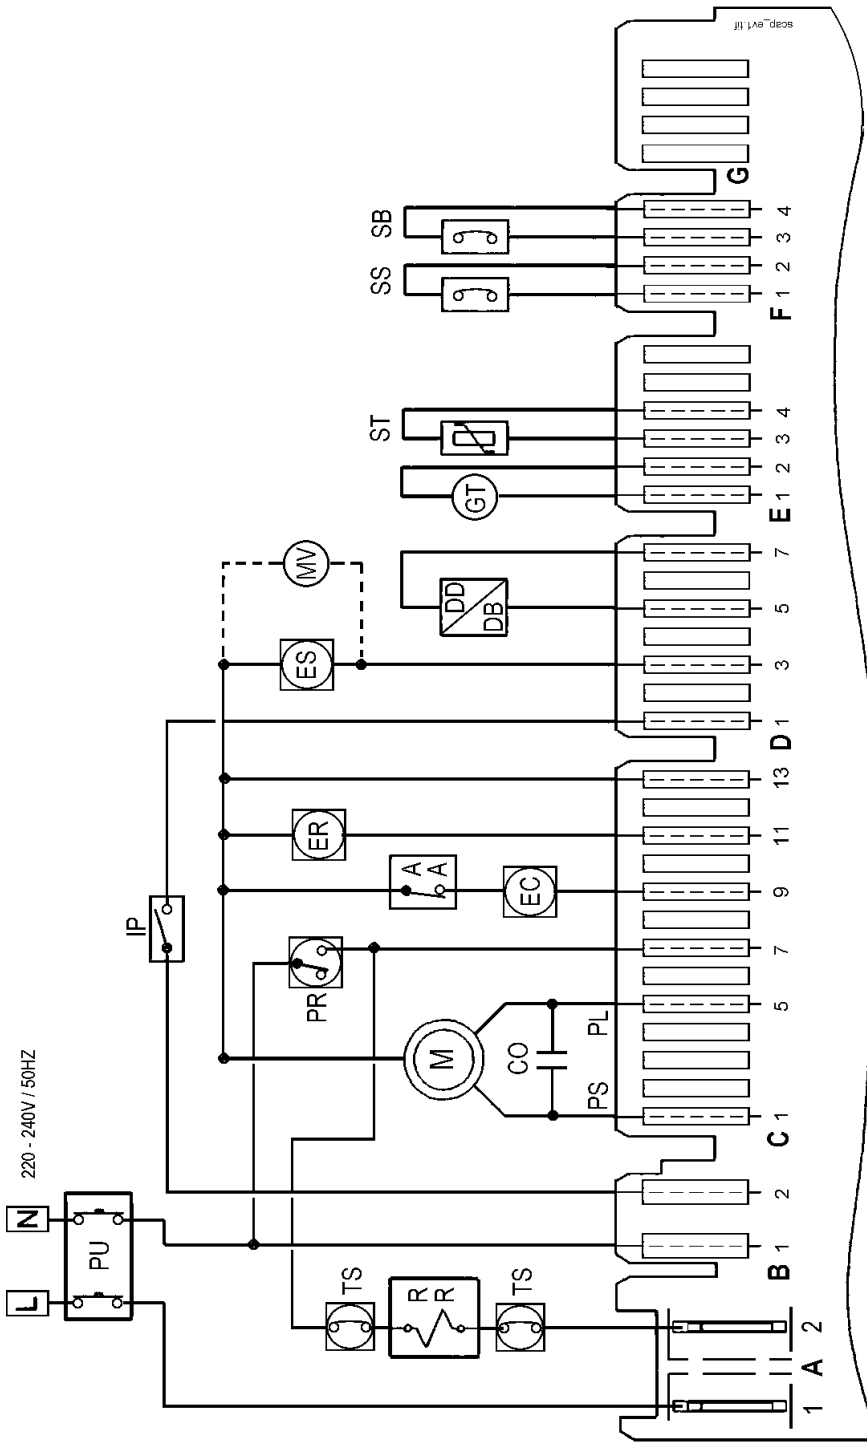 scap_ev1.tif
220 - 240V / 50HZ
L
N
PU
IP
TS
R
R
TS
PR
M
CO
PS
PL
A
A
EC
ER
ES
MV
DD
DB
GT
ST
SS
SB
A
1
2
B
1
2
C
1
5
7
9
11
13
D
1
3
5
7
E
1
2
3
4
F
1
2
3
4
G